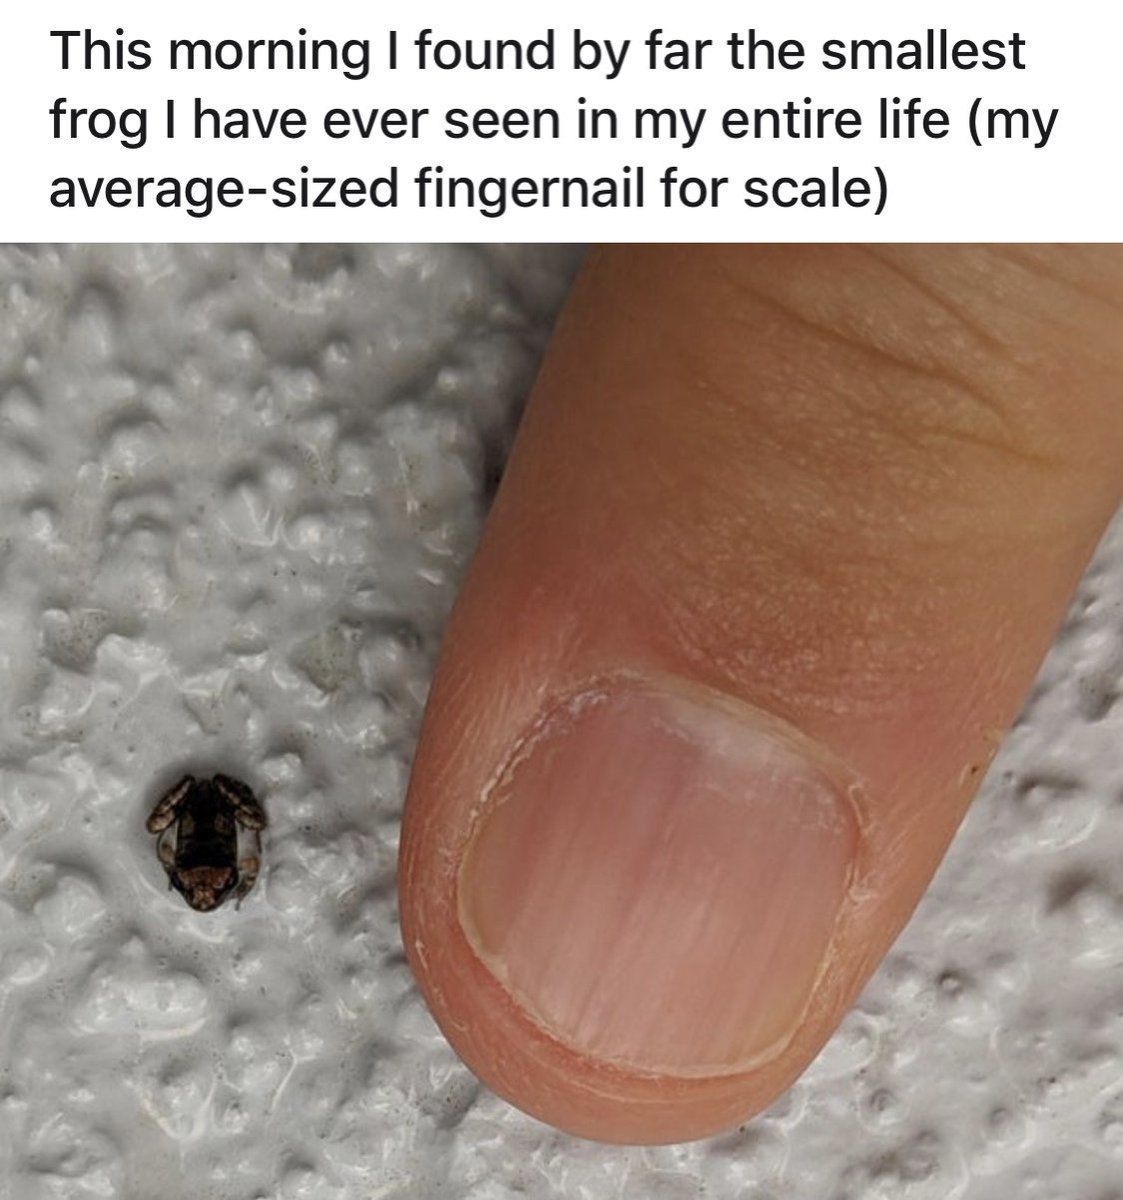 This morning I found by far the smallest
frog I have ever seen in my entire life (my
average-sized fingernail for scale)